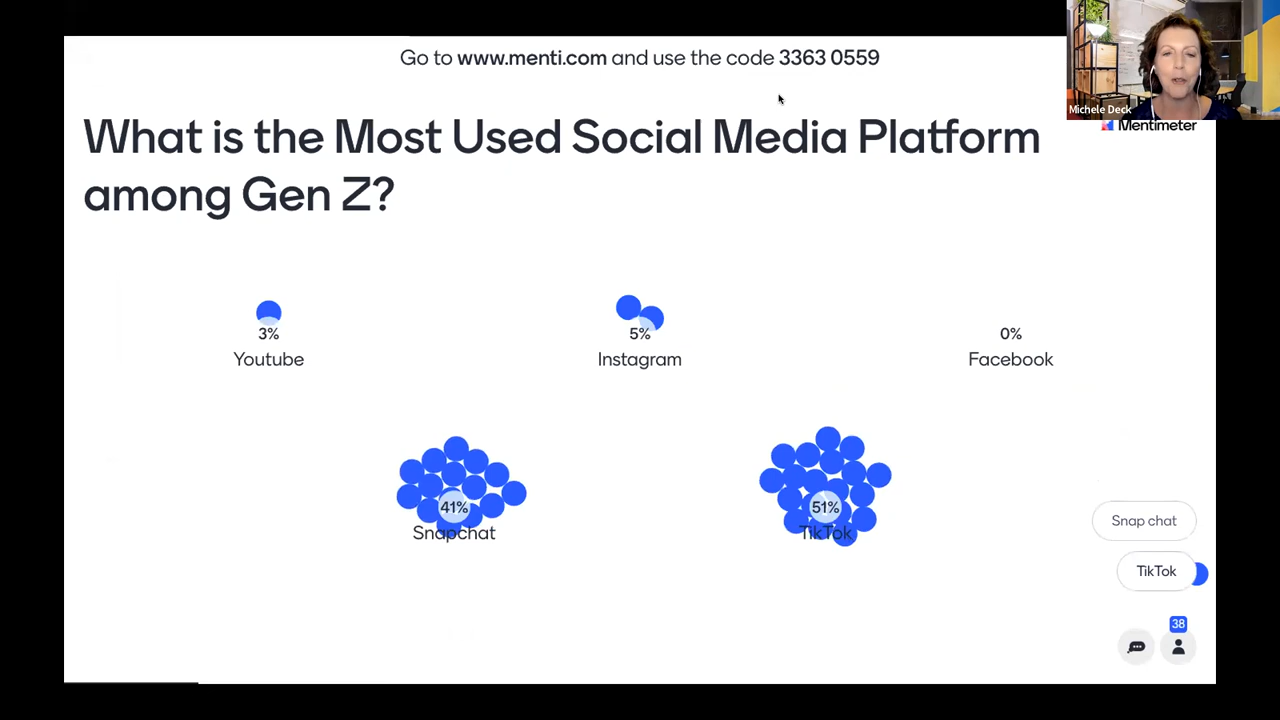 Go to www.menti.com and use the code 3363 0559
Michele Deck
Mentimeter
What is the Most Used Social Media Platform
among Gen Z?
3%
Youtube
5%
Instagram
0%
Facebook
41%
Snapchat
51%
TikTok
Snap chat
TikTok
38